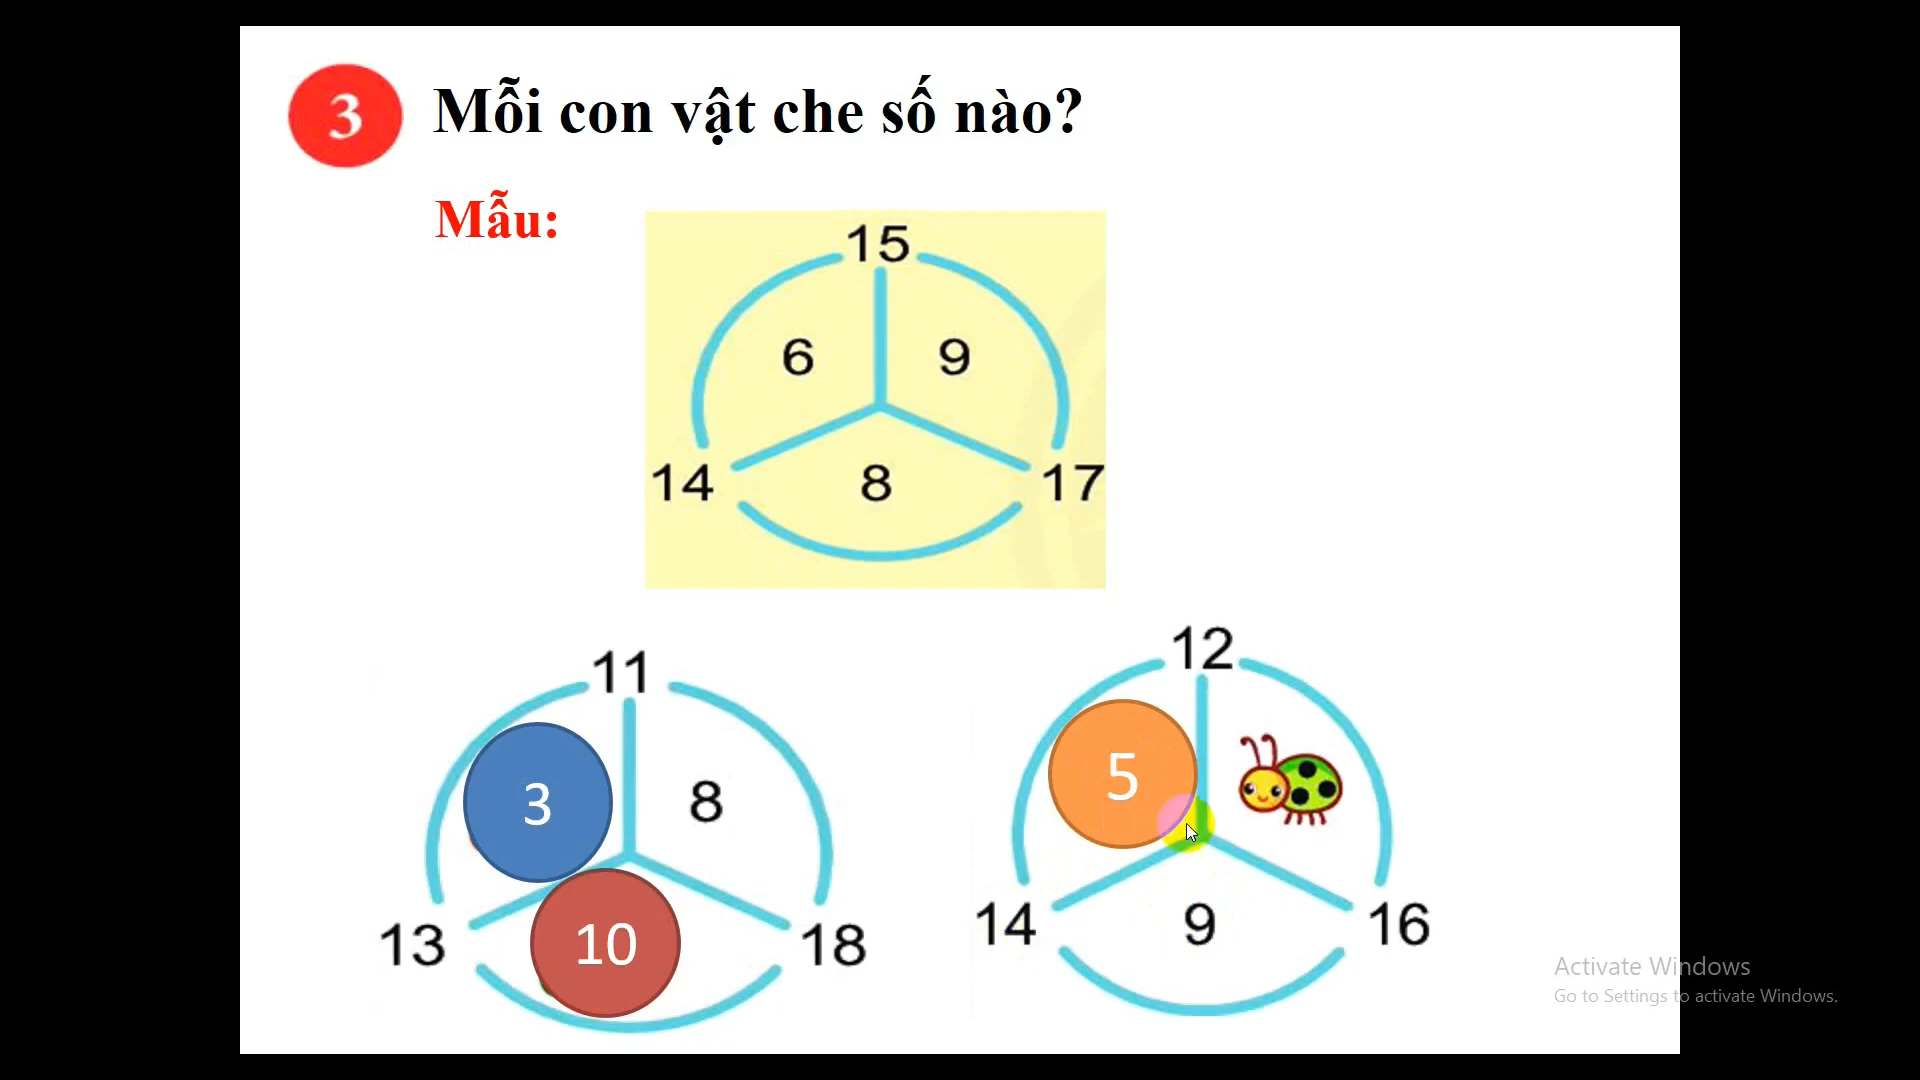 3 Mỗi con vật che số nào?
Mẫu:
15
6 9
14 8 17
11
3 8
13 10 18
12
5
14 9 16
Activate Windows
Go to Settings to activate Windows.